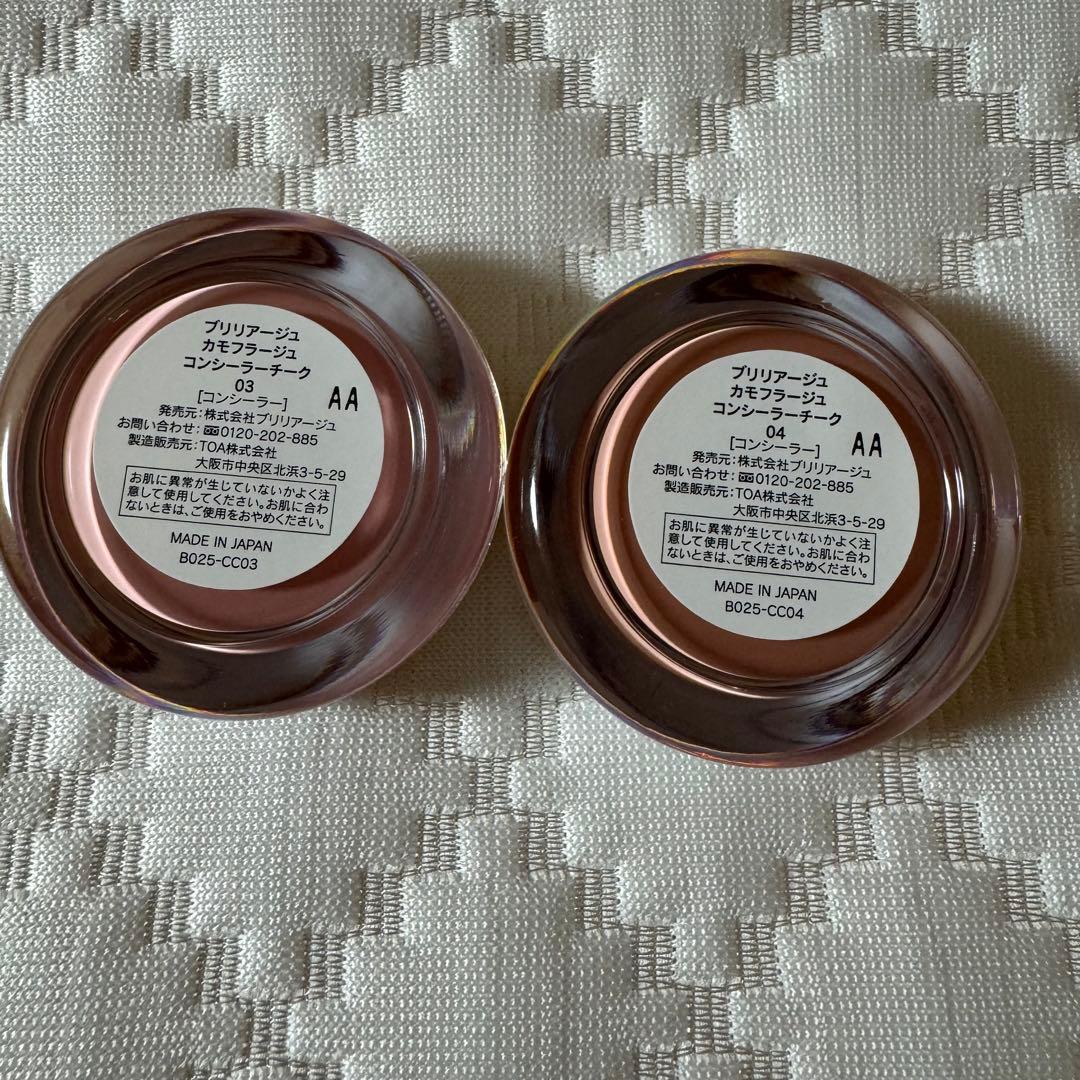 ブリリアージュ
カモフラージュ
コンシーラーチーク
03
[コンシーラー]
AA
発売元:株式会社ブリリアージュ
お問い合わせ:0120-202-885
製造販売元:TOA株式会社
大阪市中央区北浜3-5-29
お肌に異常が生じていないかよく注
意して使用してください。お肌に合わ
ないときは、ご使用をおやめください。
MADE IN JAPAN
B025-CC03
ブリリアージュ
カモフラージュ
コンシーラーチーク
04
[コンシーラー]
AA
発売元:株式会社ブリリアージュ
お問い合わせ:0120-202-885
製造販売元:TOA株式会社
大阪市中央区北浜3-5-29
お肌に異常が生じていないかよく注
意して使用してください。お肌に合わ
ないときは、ご使用をおやめください。
MADE IN JAPAN
B025-CC04